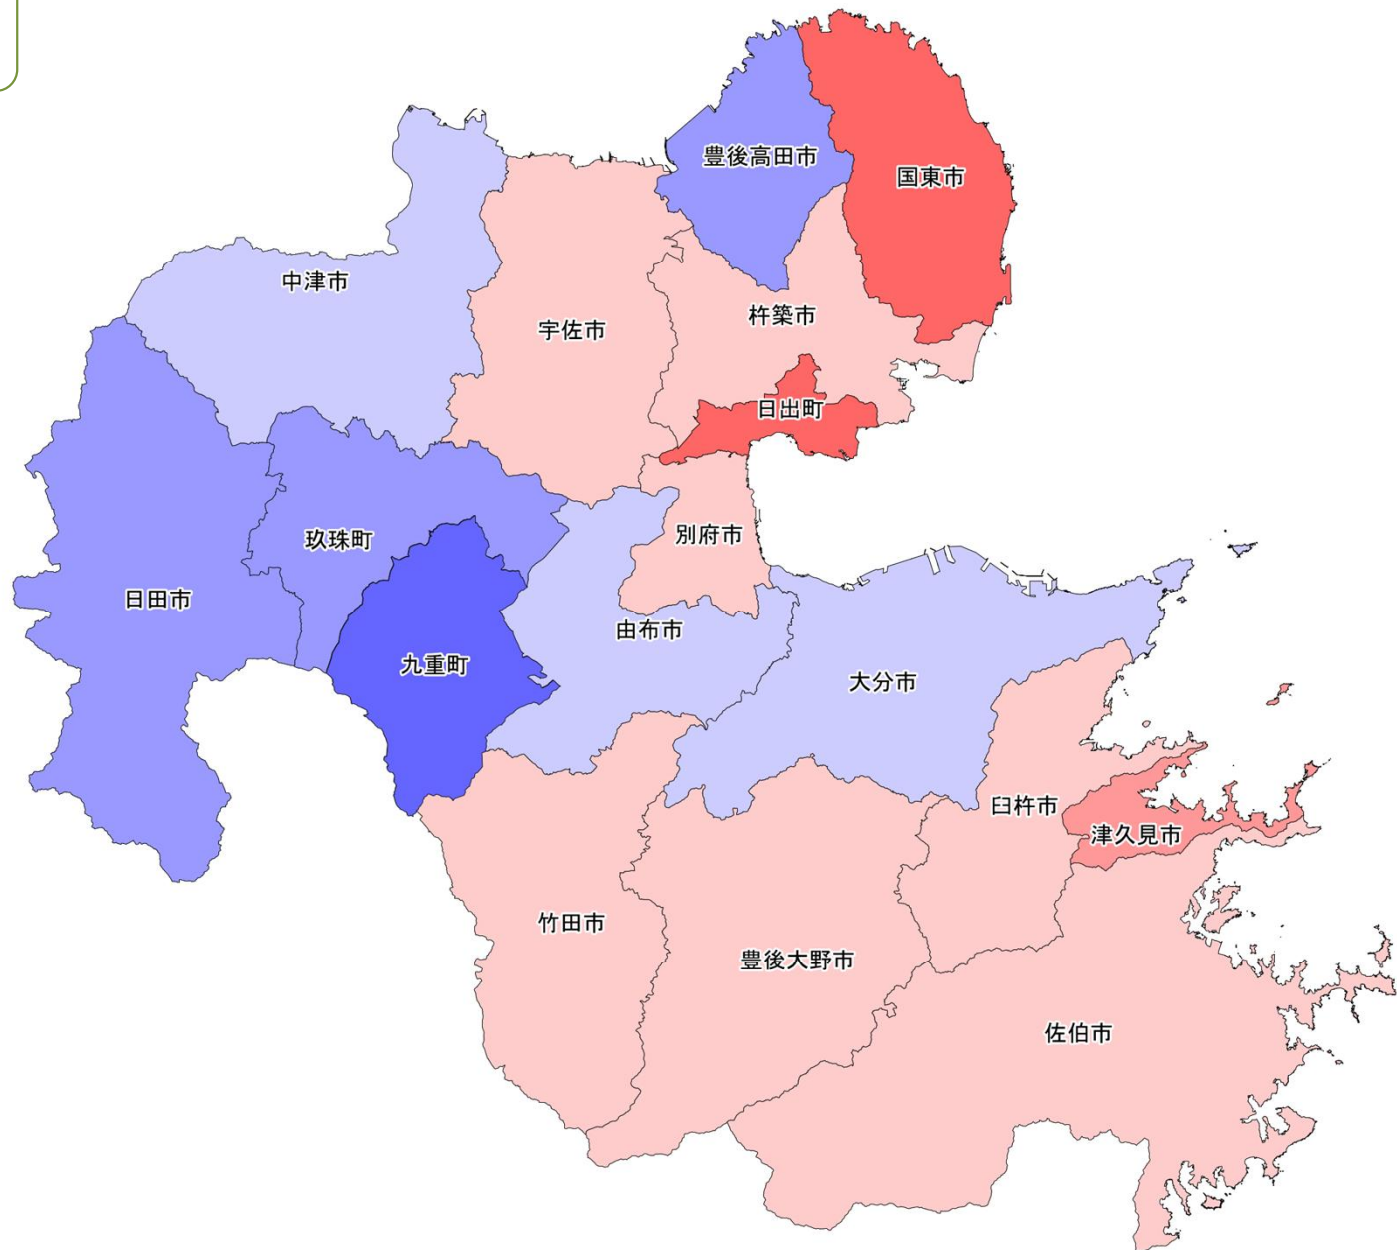 豊後高田市
国東市
中津市
宇佐市
杵築市
日出町
別府市
玖珠町
日田市
由布市
九重町
大分市
臼杵市
津久見市
竹田市
豊後大野市
佐伯市